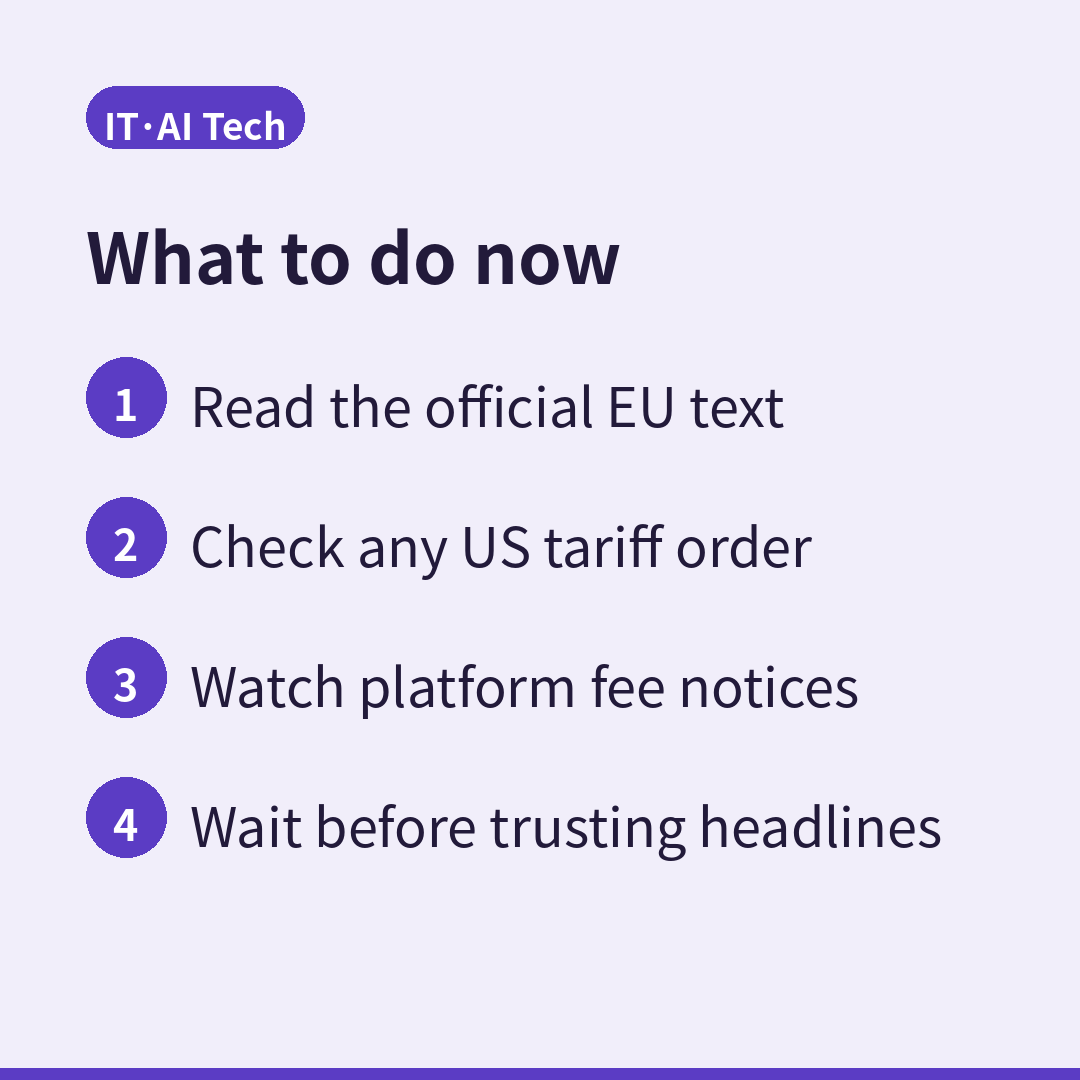 IT·AI Tech
What to do now
1 Read the official EU text
2 Check any US tariff order
3 Watch platform fee notices
4 Wait before trusting headlines